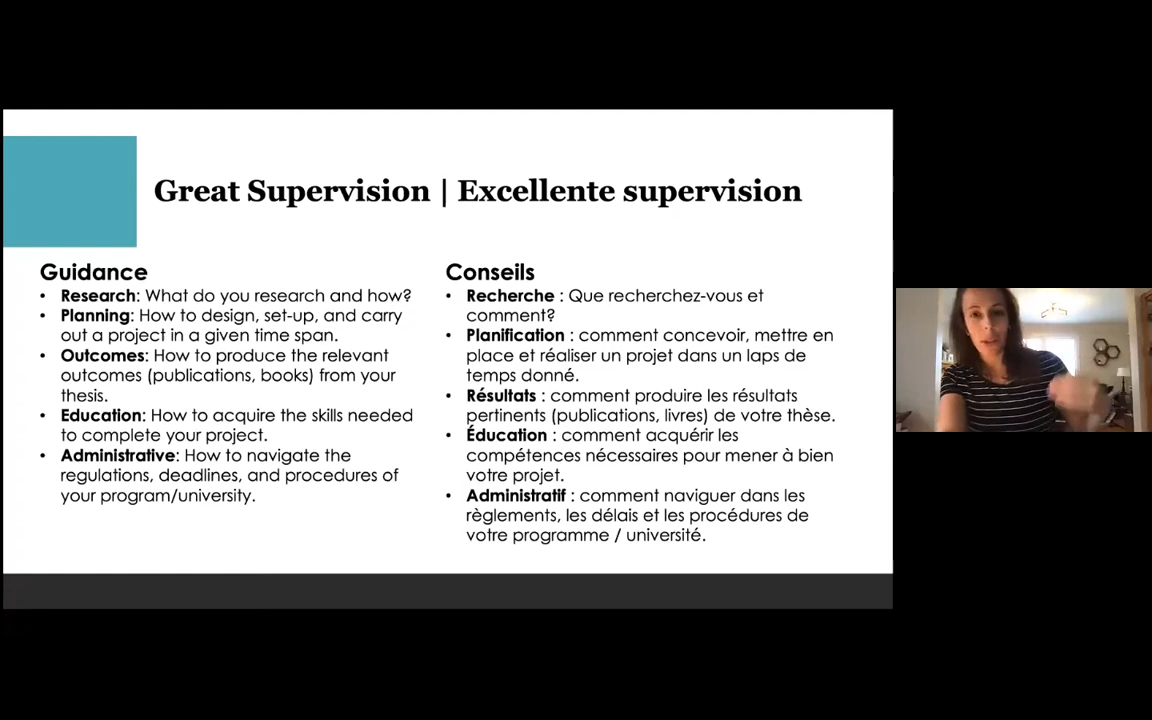 Great Supervision | Excellente supervision
Guidance
• Research: What do you research and how?
• Planning: How to design, set-up, and carry
out a project in a given time span.
• Outcomes: How to produce the relevant
outcomes (publications, books) from your
thesis.
• Education: How to acquire the skills needed
to complete your project.
• Administrative: How to navigate the
regulations, deadlines, and procedures of
your program/university.
Conseils
• Recherche : Que recherchez-vous et
comment?
• Planification : comment concevoir, mettre en
place et réaliser un projet dans un laps de
temps donné.
• Résultats : comment produire les résultats
pertinents (publications, livres) de votre thèse.
• Éducation : comment acquérir les
compétences nécessaires pour mener à bien
votre projet.
• Administratif : comment naviguer dans les
règlements, les délais et les procédures de
votre programme / université.